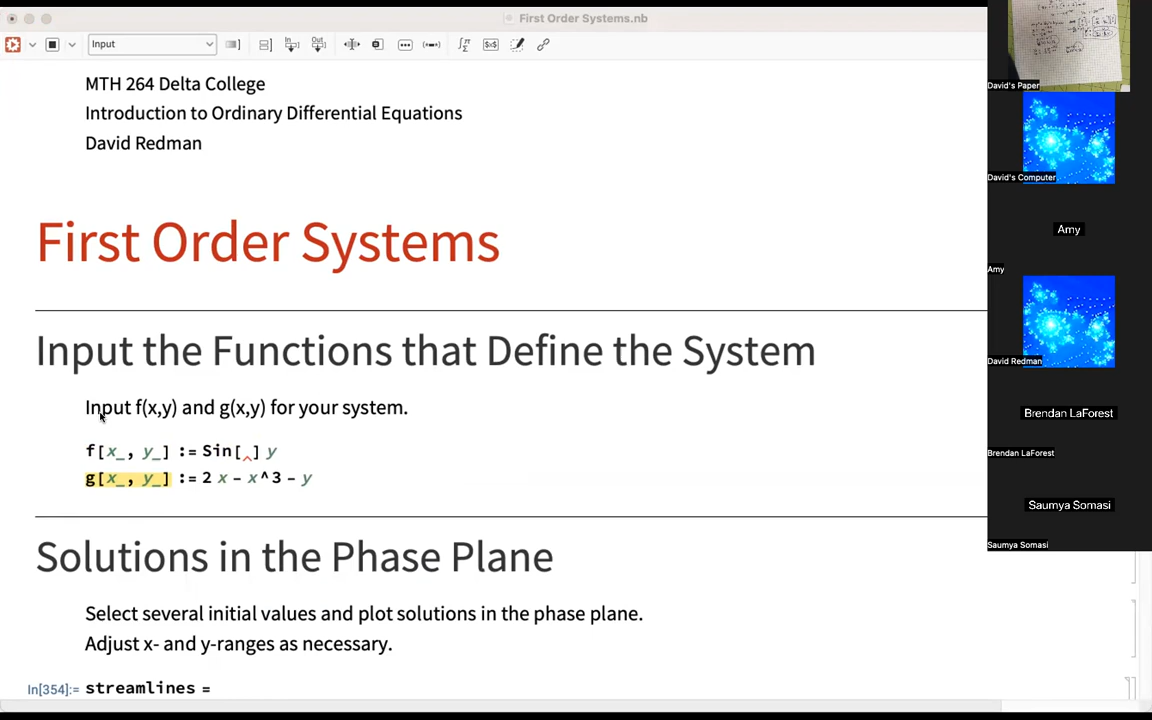 First Order Systems.nb
Input
MTH 264 Delta College
Introduction to Ordinary Differential Equations
David Redman
First Order Systems
Input the Functions that Define the System
Input f(x,y) and g(x,y) for your system.
f[x_, y_] := Sin[‸] y
g[x_, y_] := 2 x – x^3 – y
Solutions in the Phase Plane
Select several initial values and plot solutions in the phase plane.
Adjust x- and y-ranges as necessary.
In[354]:= streamlines =
David's Paper
David's Computer
Amy
Amy
David Redman
Brendan LaForest
Brendan LaForest
Saumya Somasi
Saumya Somasi